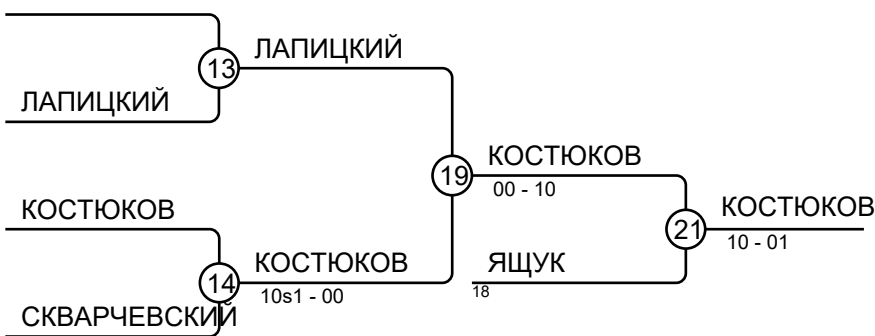 ЛАПИЦКИЙ
13
ЛАПИЦКИЙ
КОСТЮКОВ
19
00 - 10
КОСТЮКОВ
КОСТЮКОВ
21
10 - 01
КОСТЮКОВ
14
10s1 - 00
ЯЩУК
18
СКВАРЧЕВСКИЙ